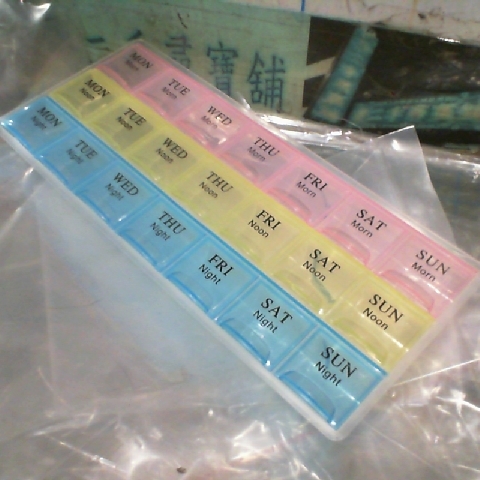 寶舖
MON TUE WED THU FRI SAT SUN
Morn Morn Morn Morn Morn Morn Morn
MON TUE WED THU FRI SAT SUN
Noon Noon Noon Noon Noon Noon Noon
MON TUE WED THU FRI SAT SUN
Night Night Night Night Night Night Night